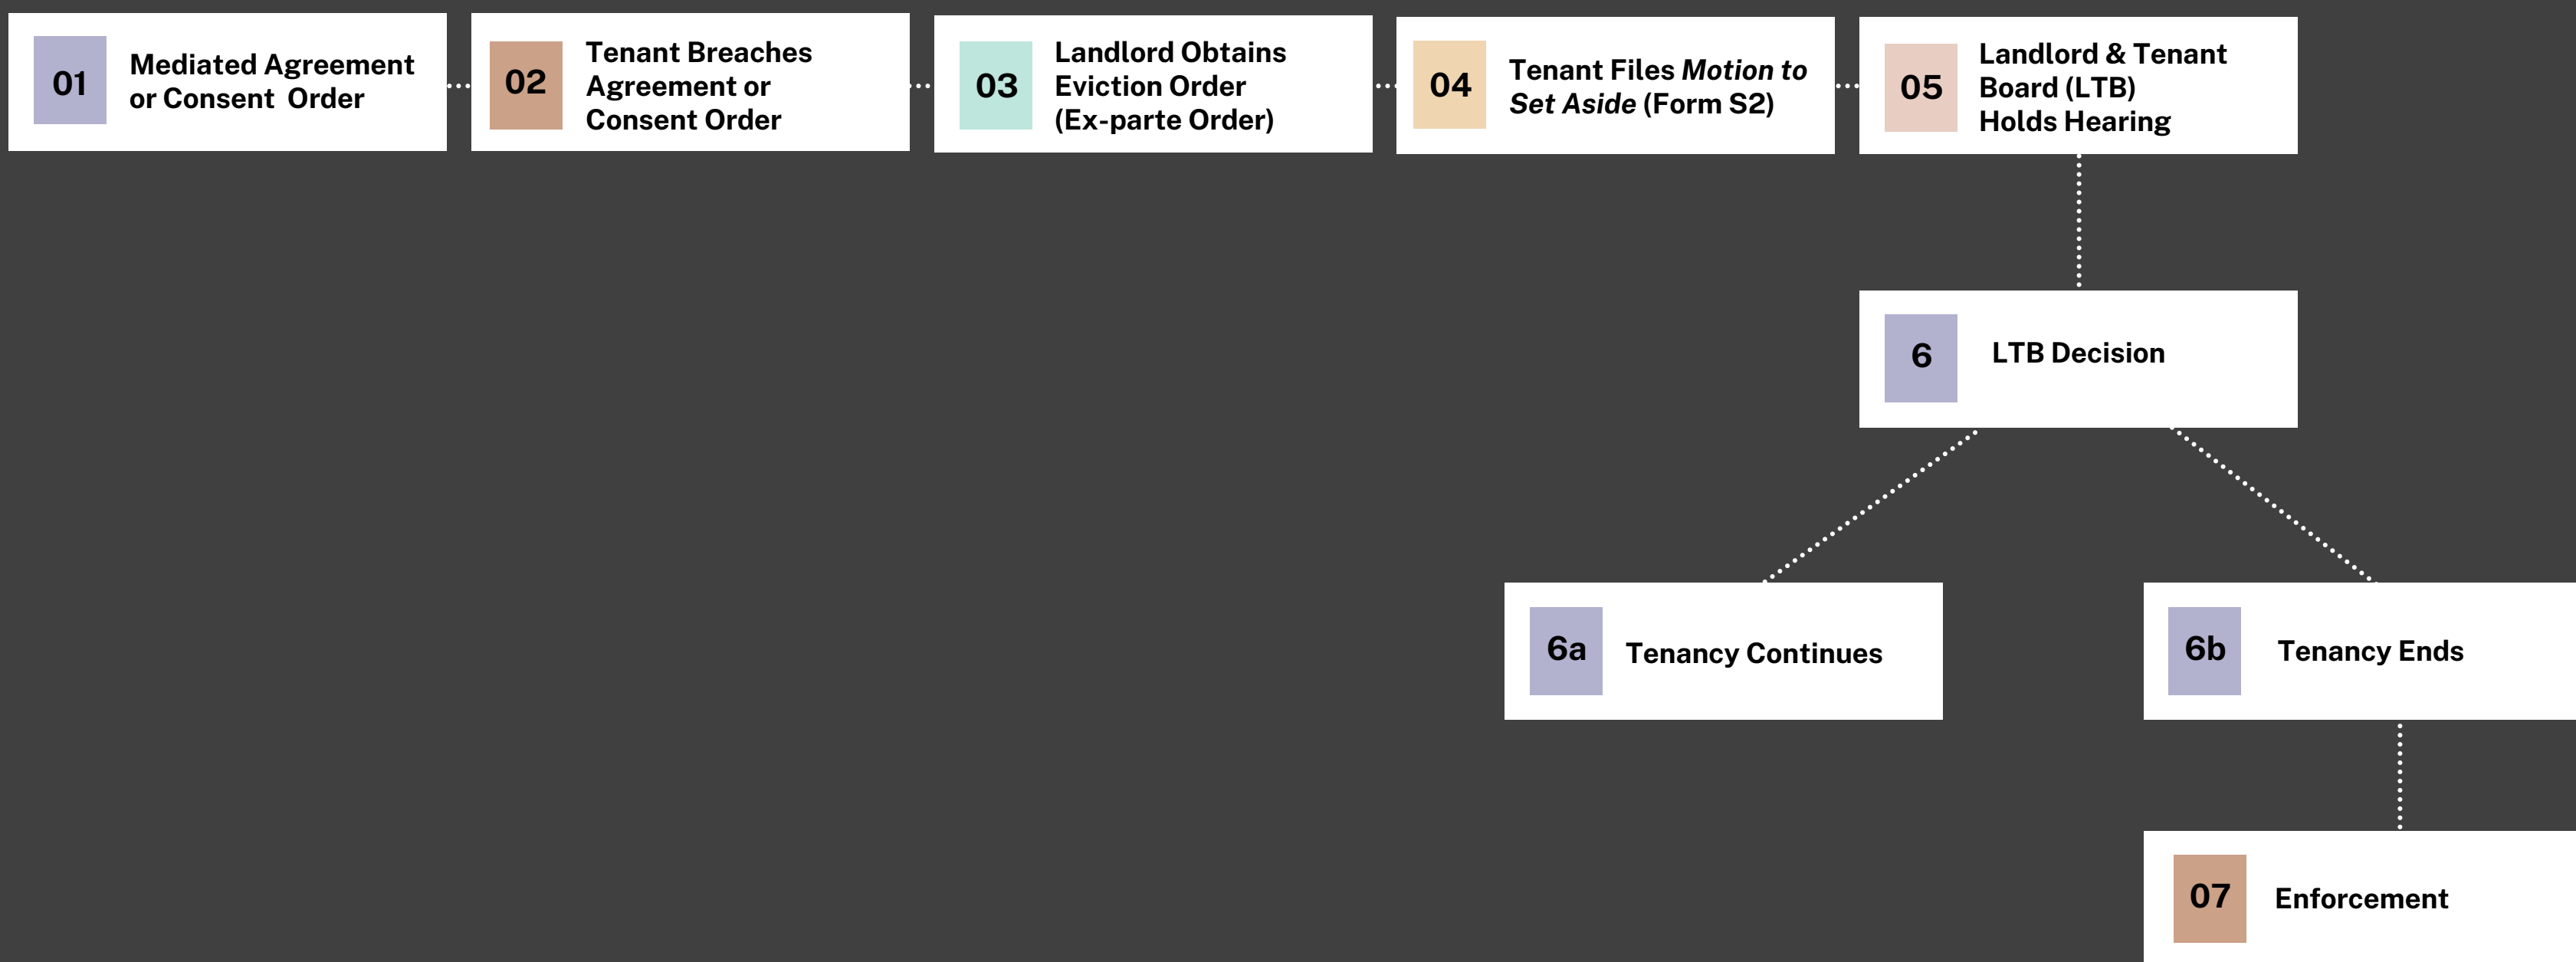 01
Mediated Agreement
or Consent  Order
02
Tenant Breaches
Agreement or
Consent Order
03
Landlord Obtains
Eviction Order
(Ex-parte Order)
04
Tenant Files Motion to
Set Aside (Form S2)
05
Landlord & Tenant
Board (LTB)
Holds Hearing
6
LTB Decision
6a
Tenancy Continues
6b
Tenancy Ends
07
Enforcement